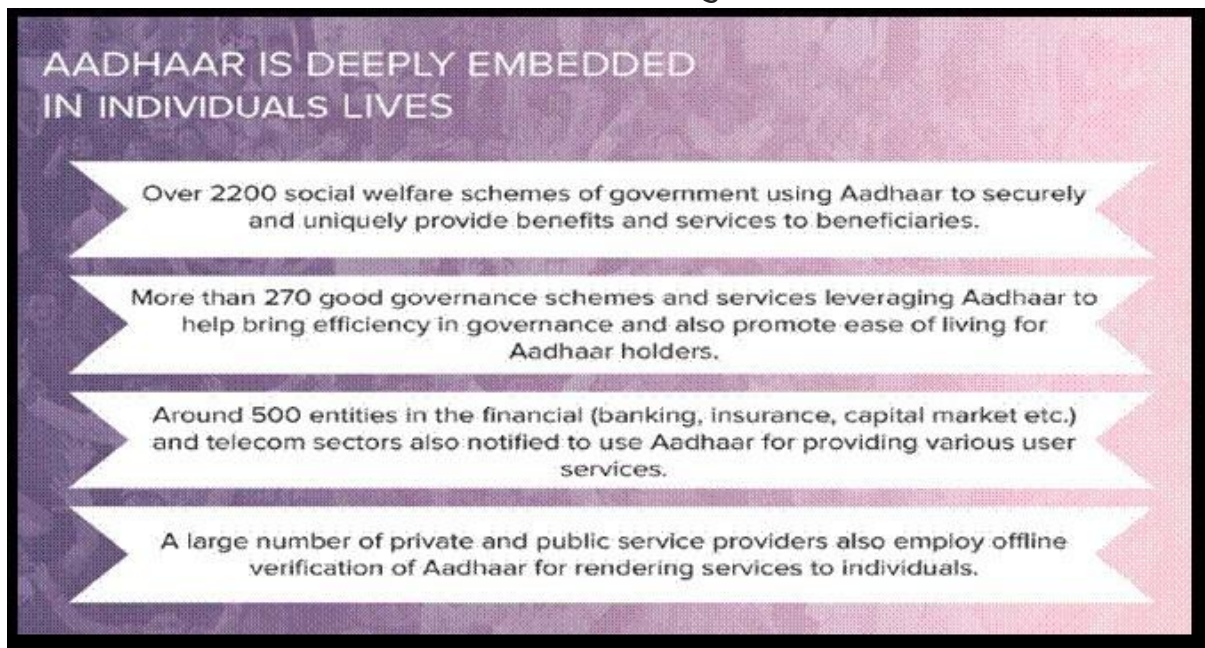 AADHAAR IS DEEPLY EMBEDDED
IN INDIVIDUALS LIVES
Over 2200 social welfare schemes of government using Aadhaar to securely
and uniquely provide benefits and services to beneficiaries.
More than 270 good governance schemes and services leveraging Aadhaar to
help bring efficiency in governance and also promote ease of living for
Aadhaar holders.
Around 500 entities in the financial (banking, insurance, capital market etc.)
and telecom sectors also notified to use Aadhaar for providing various user
services.
A large number of private and public service providers also employ offline
verification of Aadhaar for rendering services to individuals.